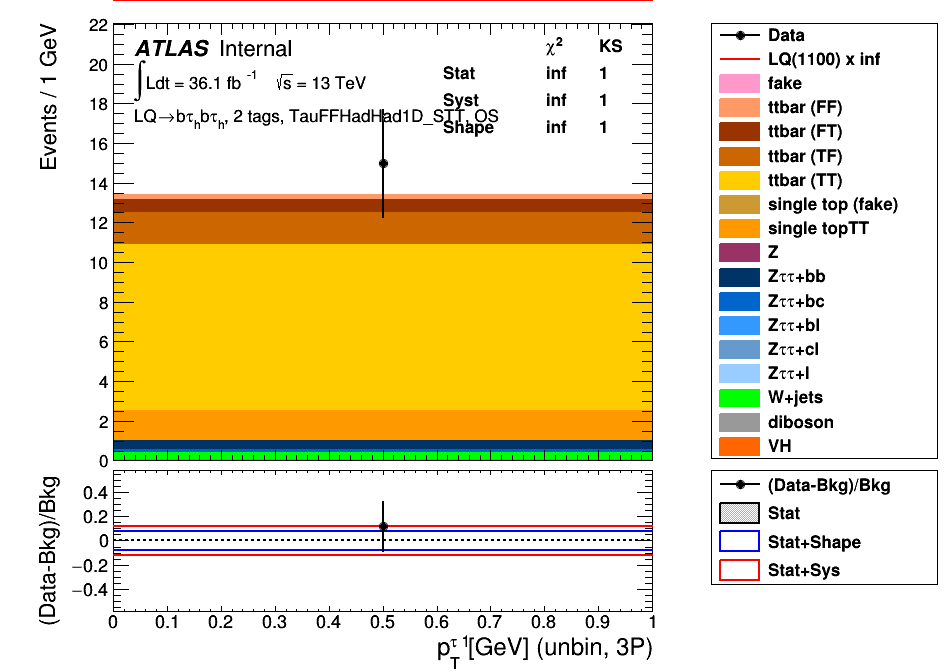 Events / 1 GeV
22
20
18
16
14
12
10
8
6
4
2
0
ATLAS Internal
∫Ldt = 36.1 fb⁻¹ √s = 13 TeV
LQ→bτ_hbτ_h, 2 tags, TauFFHadHad1D_STT, OS
χ² KS
Stat inf 1
Syst inf 1
Shape inf 1
Data
LQ(1100) x inf
fake
ttbar (FF)
ttbar (FT)
ttbar (TF)
ttbar (TT)
single top (fake)
single topTT
Z
Zττ+bb
Zττ+bc
Zττ+bl
Zττ+cl
Zττ+l
W+jets
diboson
VH
(Data-Bkg)/Bkg
0.4
0.2
0
−0.2
−0.4
0 0.1 0.2 0.3 0.4 0.5 0.6 0.7 0.8 0.9 1
p_T^τ1[GeV] (unbin, 3P)
(Data-Bkg)/Bkg
Stat
Stat+Shape
Stat+Sys